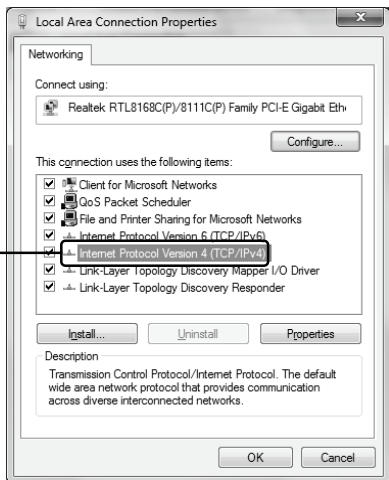 Local Area Connection Properties
Networking
Connect using:
Realtek RTL8168C(P)/8111C(P) Family PCI-E Gigabit Eth
Configure...
This connection uses the following items:
Client for Microsoft Networks
QoS Packet Scheduler
File and Printer Sharing for Microsoft Networks
Internet Protocol Version 6 (TCP/IPv6)
Internet Protocol Version 4 (TCP/IPv4)
Link-Layer Topology Discovery Mapper I/O Driver
Link-Layer Topology Discovery Responder
Install...
Uninstall
Properties
Description
Transmission Control Protocol/Internet Protocol. The default
wide area network protocol that provides communication
across diverse interconnected networks.
OK
Cancel